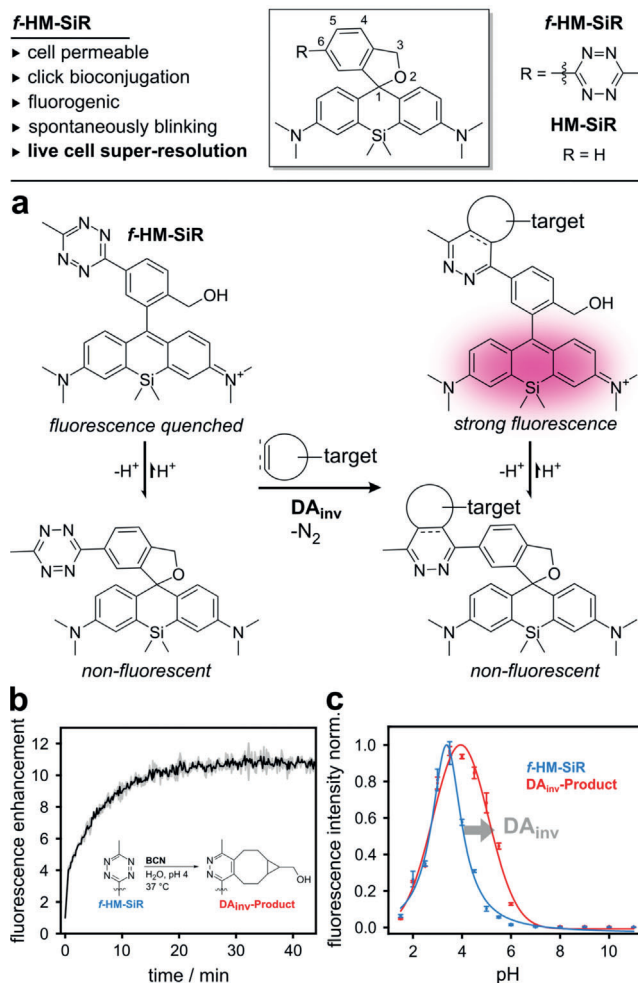 f-HM-SiR
▸ cell permeable
▸ click bioconjugation
▸ fluorogenic
▸ spontaneously blinking
▸ live cell super-resolution
5
4
6
3
R
O
2
1
N
Si
N
f-HM-SiR
R =
N N
N N
HM-SiR
R = H
a
N N
N N
f-HM-SiR
OH
N
Si
N+
fluorescence quenched
-H+
H+
N N
N N
O
N
Si
N
non-fluorescent
target
DAinv
-N2
target
N N
OH
N
Si
N+
strong fluorescence
-H+
H+
target
N N
O
N
Si
N
non-fluorescent
b
fluorescence enhancement
12
10
8
6
4
2
0
0 10 20 30 40
time / min
N N
N N
f-HM-SiR
BCN
H2O, pH 4
37 °C
N
N
OH
DAinv-Product
c
fluorescence intensity norm.
1.0
0.8
0.6
0.4
0.2
0.0
2 4 6 8 10
pH
f-HM-SiR
DAinv-Product
DAinv